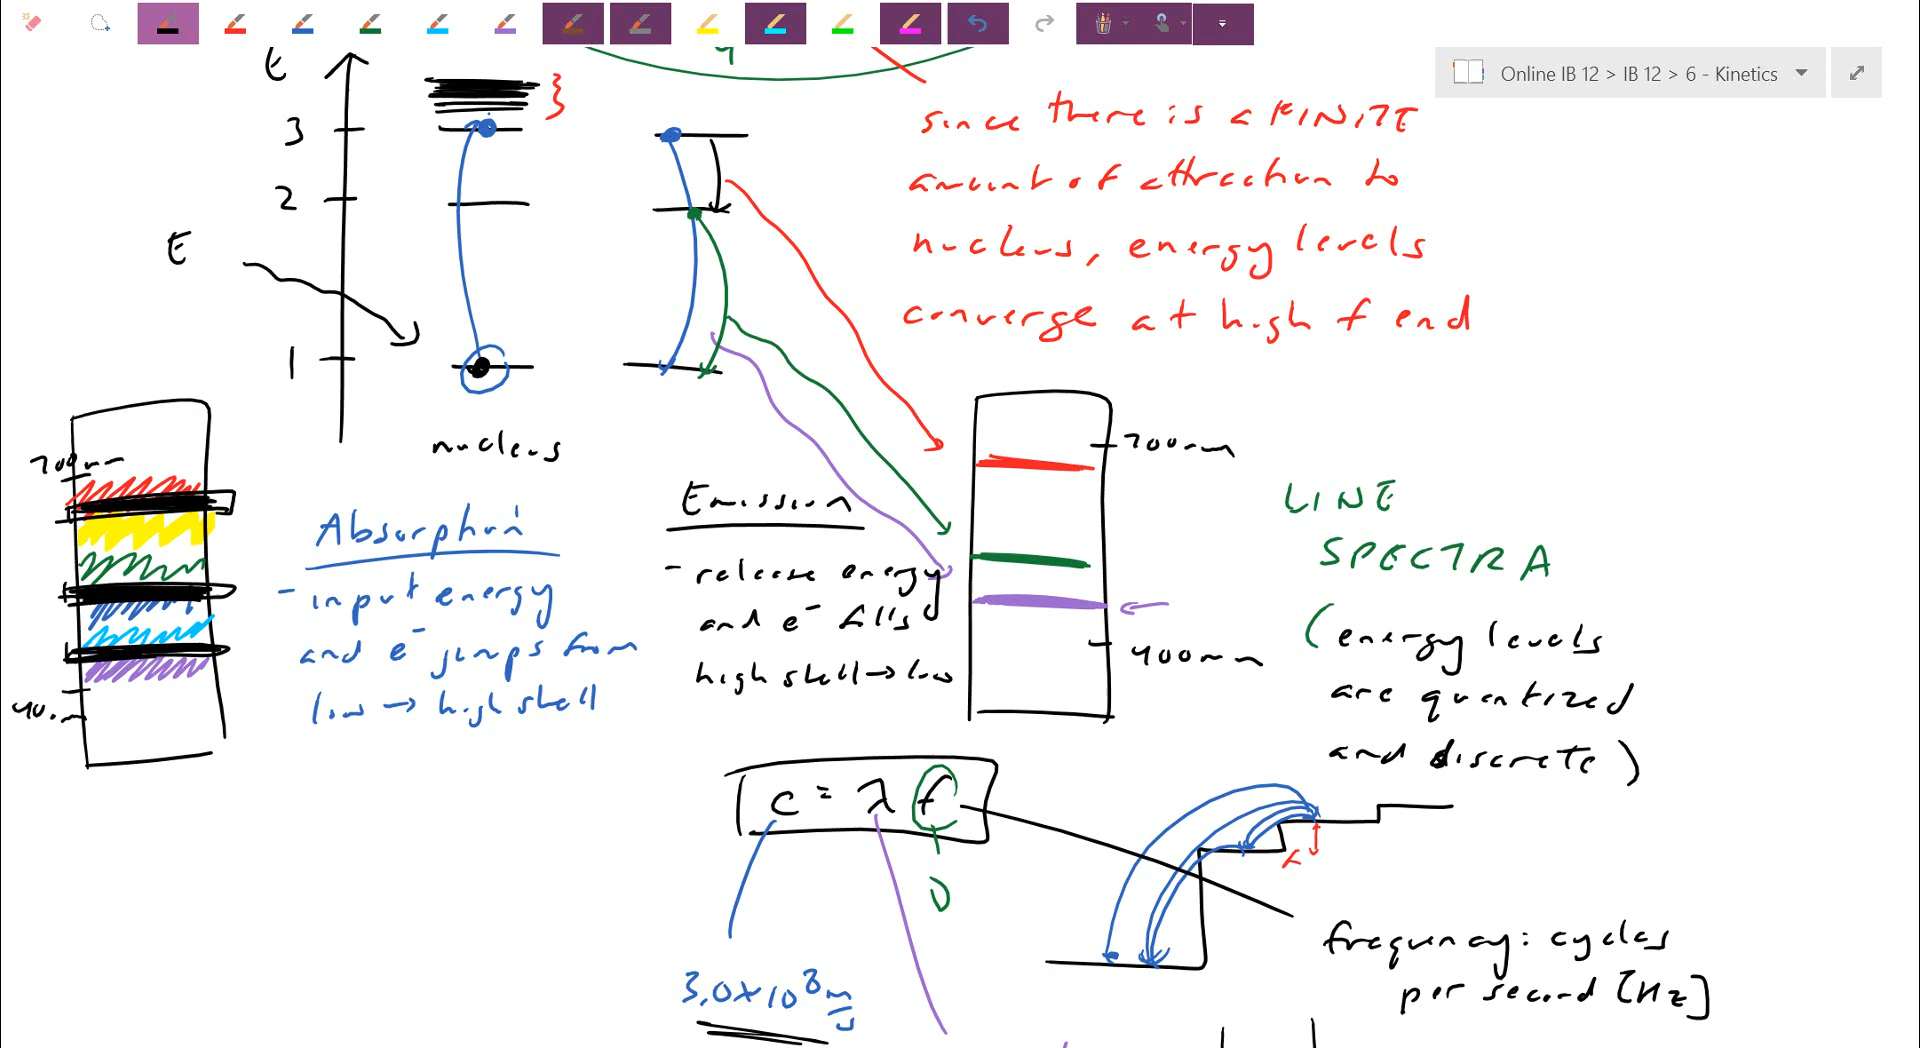 Online IB 12 > IB 12 > 6 - Kinetics
E
3
2
1
E
nucleus
since there is a FINITE
amount of attraction to
nucleus, energy levels
converge at high f end
700nm
Absorption
- input energy
and e⁻ jumps from
low → high shell
Emission
- release energy
and e⁻ falls
high shell → low
700nm
400nm
LINE
SPECTRA
(energy levels
are quantized
and discrete)
c = λ f
3.0 x 10⁸ m/s
frequency: cycles
per second [Hz]